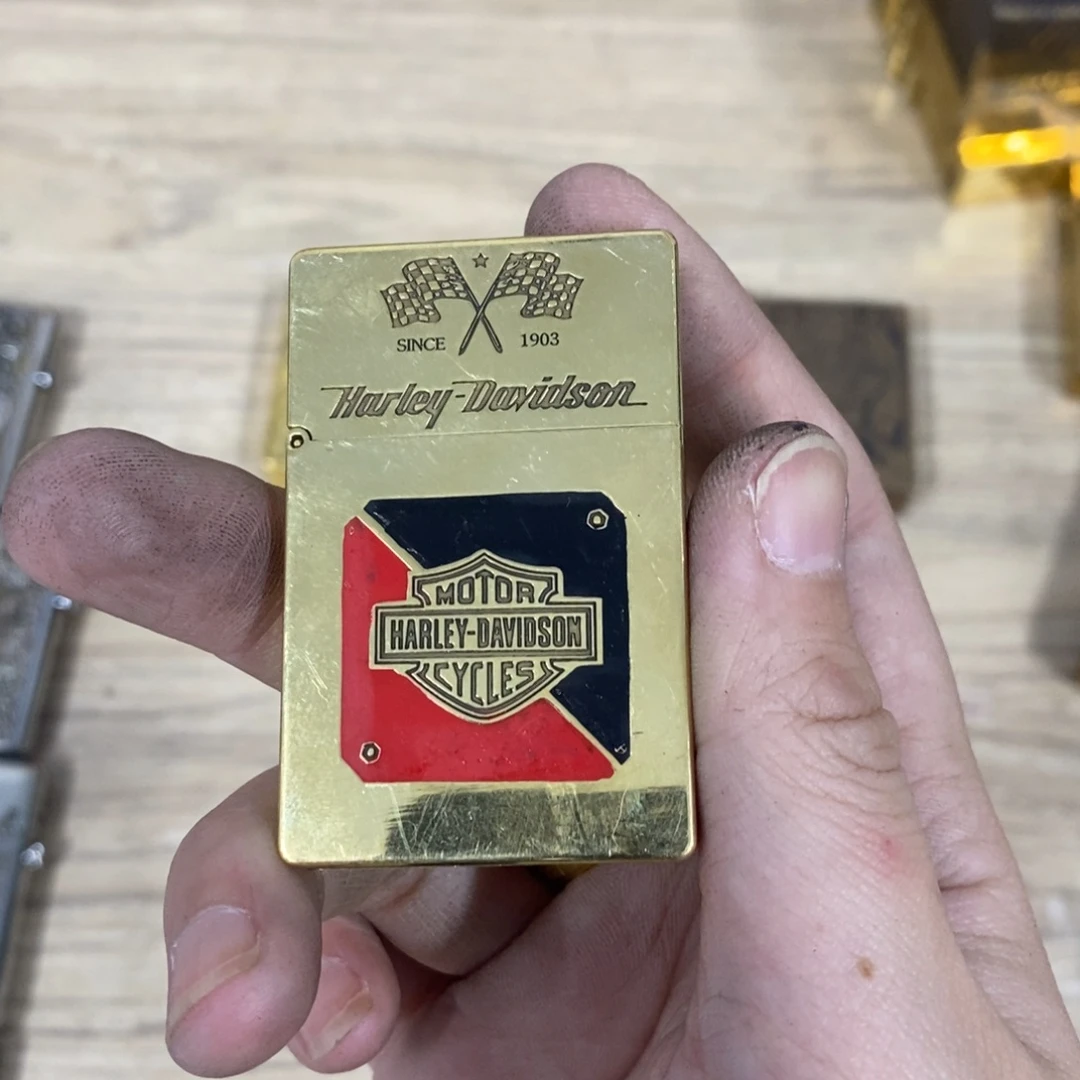 SINCE 1903
Harley-Davidson
MOTOR
HARLEY-DAVIDSON
CYCLES